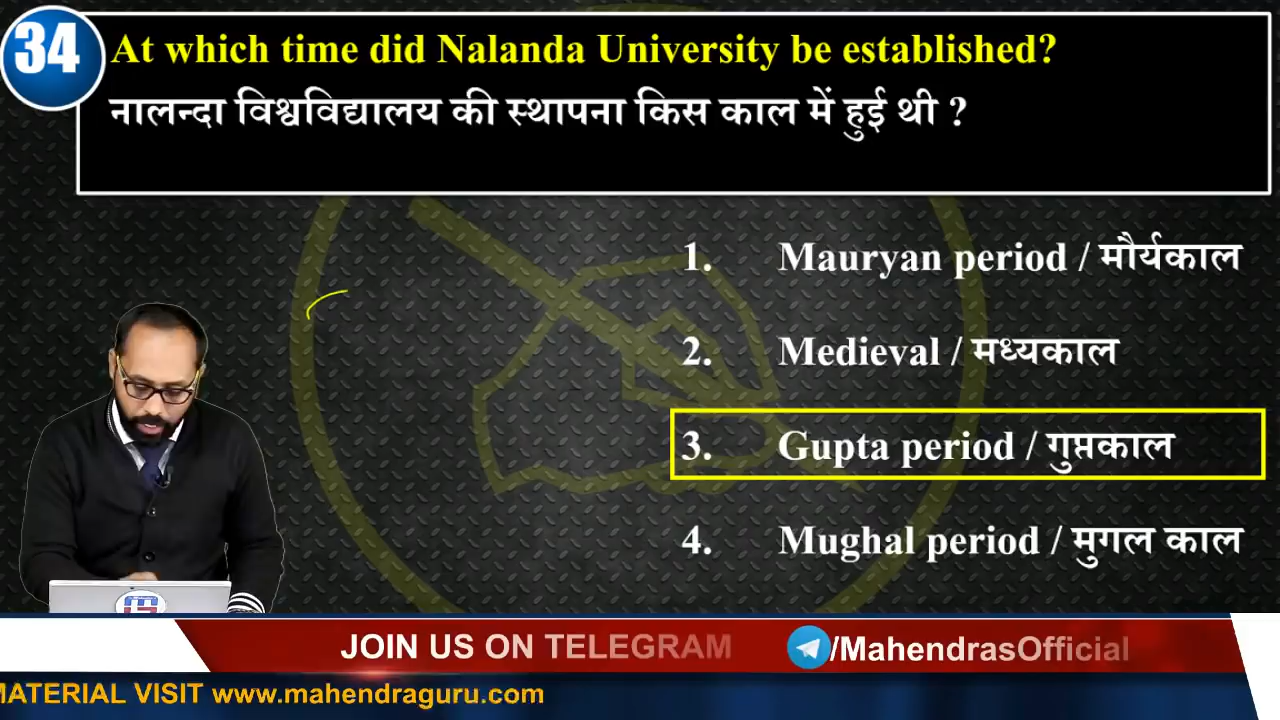 34
At which time did Nalanda University be established?
नालन्दा विश्वविद्यालय की स्थापना किस काल में हुई थी ?
1. Mauryan period / मौर्यकाल
2. Medieval / मध्यकाल
3. Gupta period / गुप्तकाल
4. Mughal period / मुगल काल
JOIN US ON TELEGRAM /MahendrasOfficial
MATERIAL VISIT www.mahendraguru.com